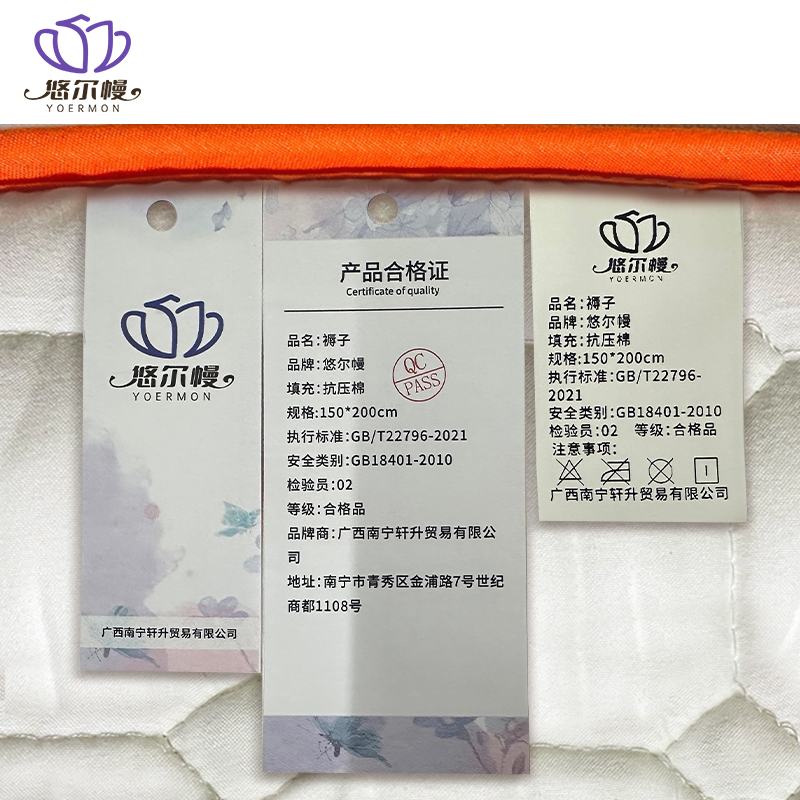 悠尔幔
YOERMON
悠尔幔
YOERMON
广西南宁轩升贸易有限公司
产品合格证
Certificate of quality
品名:褥子
品牌:悠尔幔
填充:抗压棉
规格:150*200cm
执行标准:GB/T22796-2021
安全类别:GB18401-2010
检验员:02
等级:合格品
品牌商:广西南宁轩升贸易有限公
司
地址:南宁市青秀区金浦路7号世纪
商都1108号
QC
PASS
悠尔幔
YOERMON
品名:褥子
品牌:悠尔幔
填充:抗压棉
规格:150*200cm
执行标准:GB/T22796-
2021
安全类别:GB18401-2010
检验员:02 等级:合格品
注意事项:
广西南宁轩升贸易有限公司